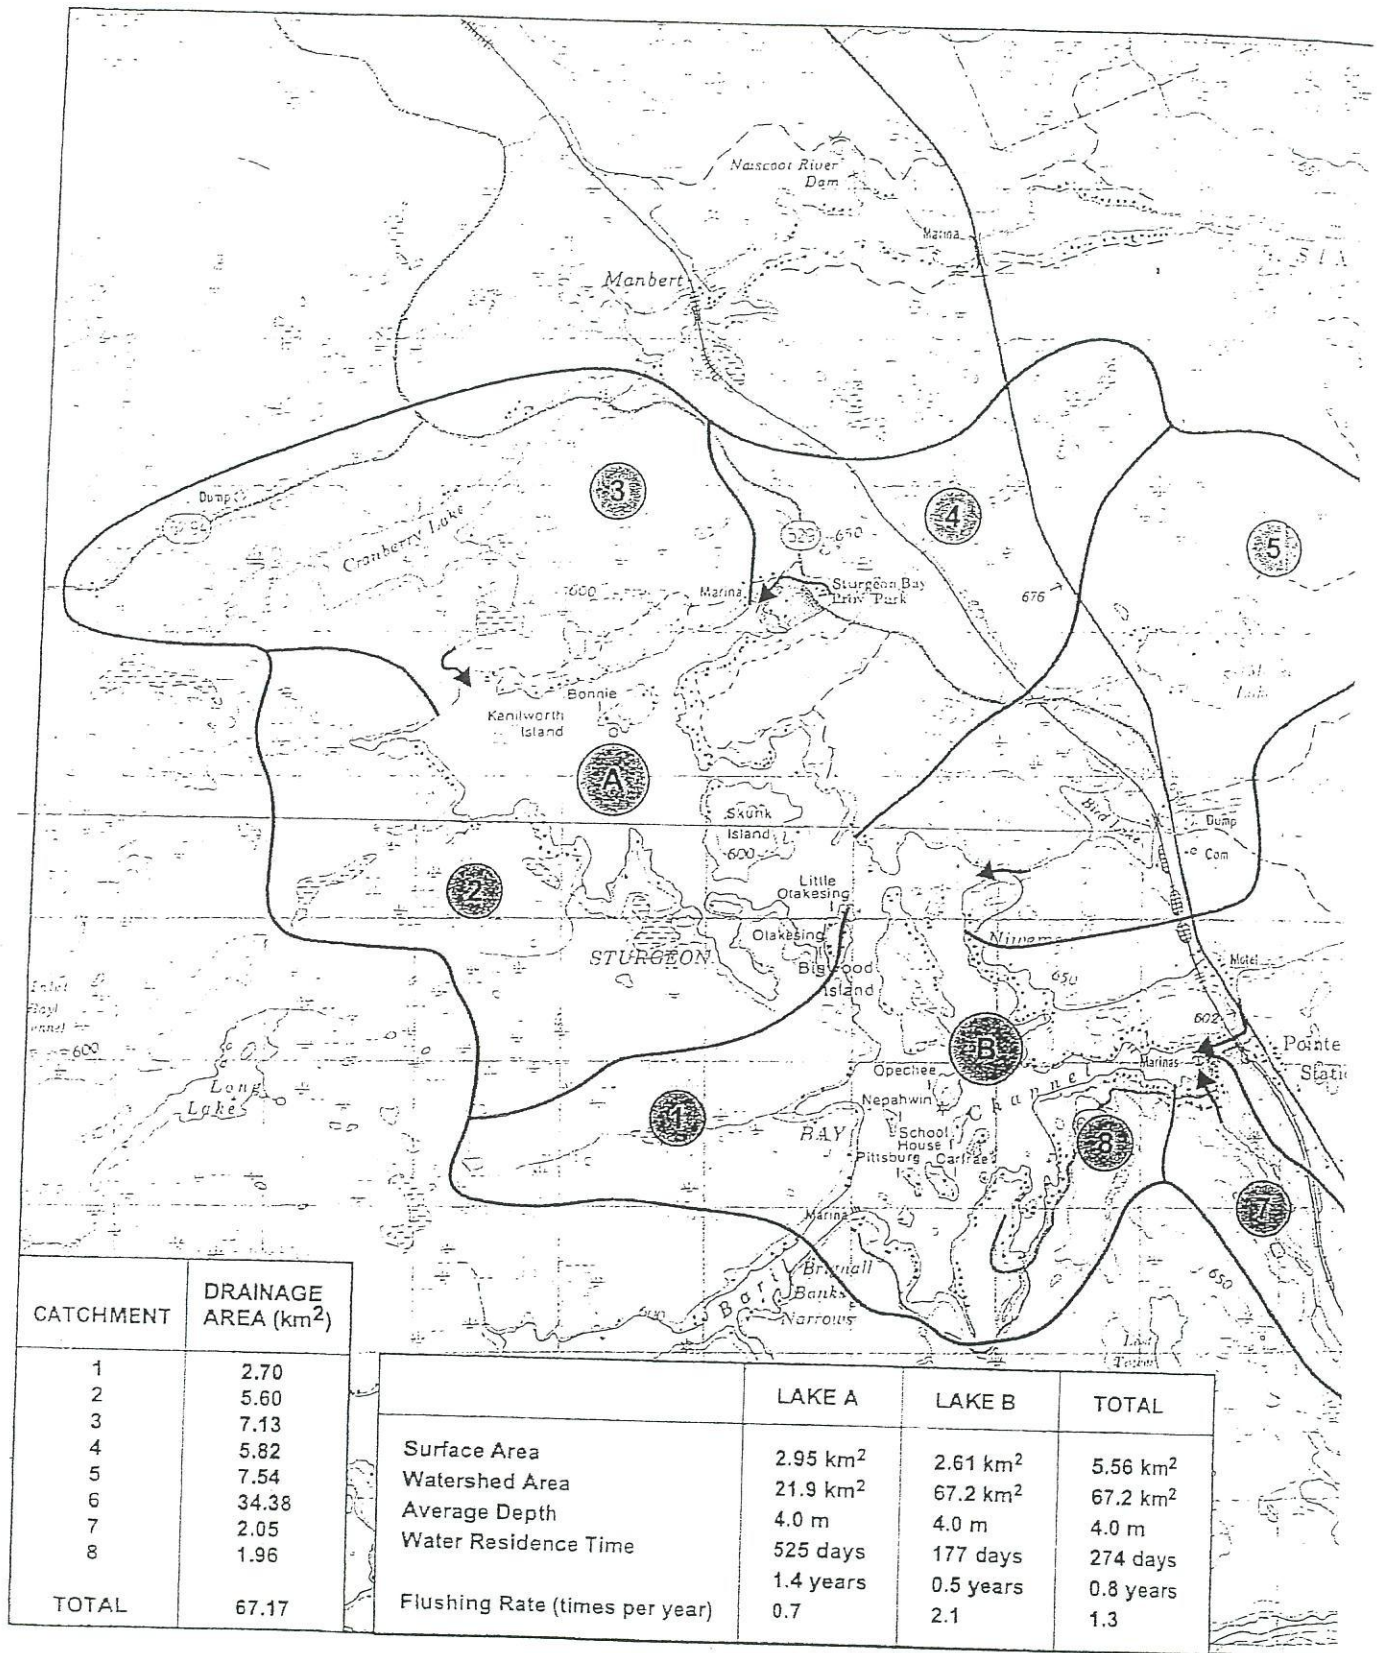 Naiscoot River
Dam
Marina
Manbert
3
4
5
Dump
Cranberry Lake
529
650
Marina
Sturgeon Bay
Prov Park
600
676
Bonnie
Kenilworth
Island
A
Skunk
Island
600
Dump
Com
2
Little
Otakesing
Otakesing
STURGEON
Bigwood
Island
650
Motel
Inlet
600
602
Pointe
B
Marinas
Long
Lake
Opechee
Channel
Nepahwin
1
BAY
School
House
8
Pittsburg
Carlrae
7
Marina
Brignall
Banks
Narrows
650
600
CATCHMENT
DRAINAGE
AREA (km²)
1 2.70
2 5.60
3 7.13
4 5.82
5 7.54
6 34.38
7 2.05
8 1.96
TOTAL 67.17
LAKE A LAKE B TOTAL
Surface Area 2.95 km² 2.61 km² 5.56 km²
Watershed Area 21.9 km² 67.2 km² 67.2 km²
Average Depth 4.0 m 4.0 m 4.0 m
Water Residence Time 525 days 177 days 274 days
1.4 years 0.5 years 0.8 years
Flushing Rate (times per year) 0.7 2.1 1.3